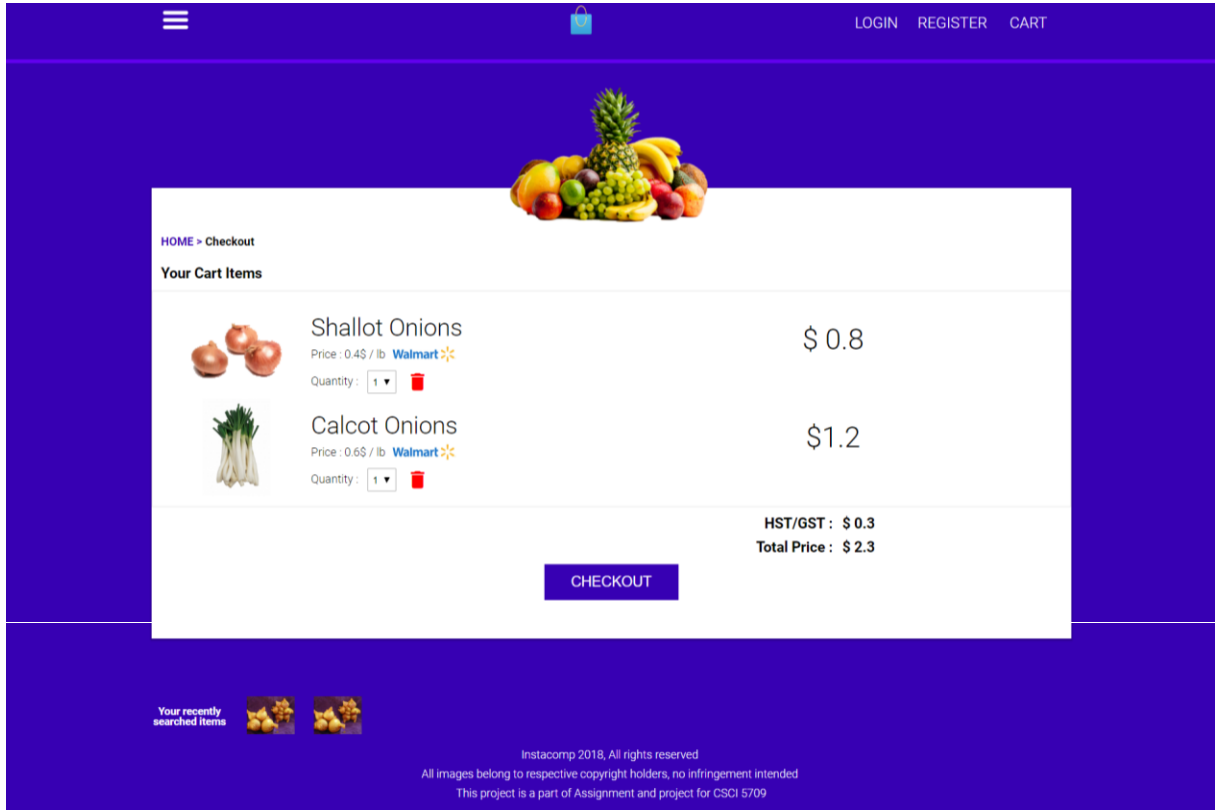 LOGIN REGISTER CART
HOME > Checkout
Your Cart Items
Shallot Onions
Price : 0.4$ / lb Walmart
Quantity : 1 ▼
$ 0.8
Calcot Onions
Price : 0.6$ / lb Walmart
Quantity : 1 ▼
$1.2
HST/GST : $ 0.3
Total Price : $ 2.3
CHECKOUT
Your recently
searched items
Instacomp 2018, All rights reserved
All images belong to respective copyright holders, no infringement intended
This project is a part of Assignment and project for CSCI 5709